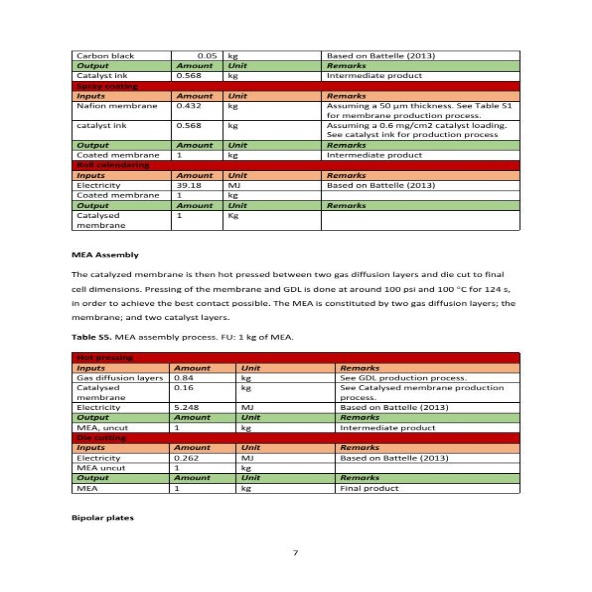 Carbon black 0.05 kg Based on Battelle (2013)
Output Amount Unit Remarks
Catalyst ink 0.568 kg Intermediate product
Spray coating
Inputs Amount Unit Remarks
Nafion membrane 0.432 kg Assuming a 50 µm thickness. See Table S1
for membrane production process.
catalyst ink 0.568 kg Assuming a 0.6 mg/cm2 catalyst loading.
See catalyst ink for production process
Output Amount Unit Remarks
Coated membrane 1 kg Intermediate product
Roll calendaring
Inputs Amount Unit Remarks
Electricity 39.18 MJ Based on Battelle (2013)
Coated membrane 1 kg
Output Amount Unit Remarks
Catalysed 1 Kg
membrane
MEA Assembly
The catalyzed membrane is then hot pressed between two gas diffusion layers and die cut to final
cell dimensions. Pressing of the membrane and GDL is done at around 100 psi and 100 °C for 124 s,
in order to achieve the best contact possible. The MEA is constituted by two gas diffusion layers; the
membrane; and two catalyst layers.
Table S5. MEA assembly process. FU: 1 kg of MEA.
Hot pressing
Inputs Amount Unit Remarks
Gas diffusion layers 0.84 kg See GDL production process.
Catalysed 0.16 kg See Catalysed membrane production
membrane process.
Electricity 5.248 MJ Based on Battelle (2013)
Output Amount Unit Remarks
MEA, uncut 1 kg Intermediate product
Die cutting
Inputs Amount Unit Remarks
Electricity 0.262 MJ Based on Battelle (2013)
MEA uncut 1 kg
Output Amount Unit Remarks
MEA 1 kg Final product
Bipolar plates
7